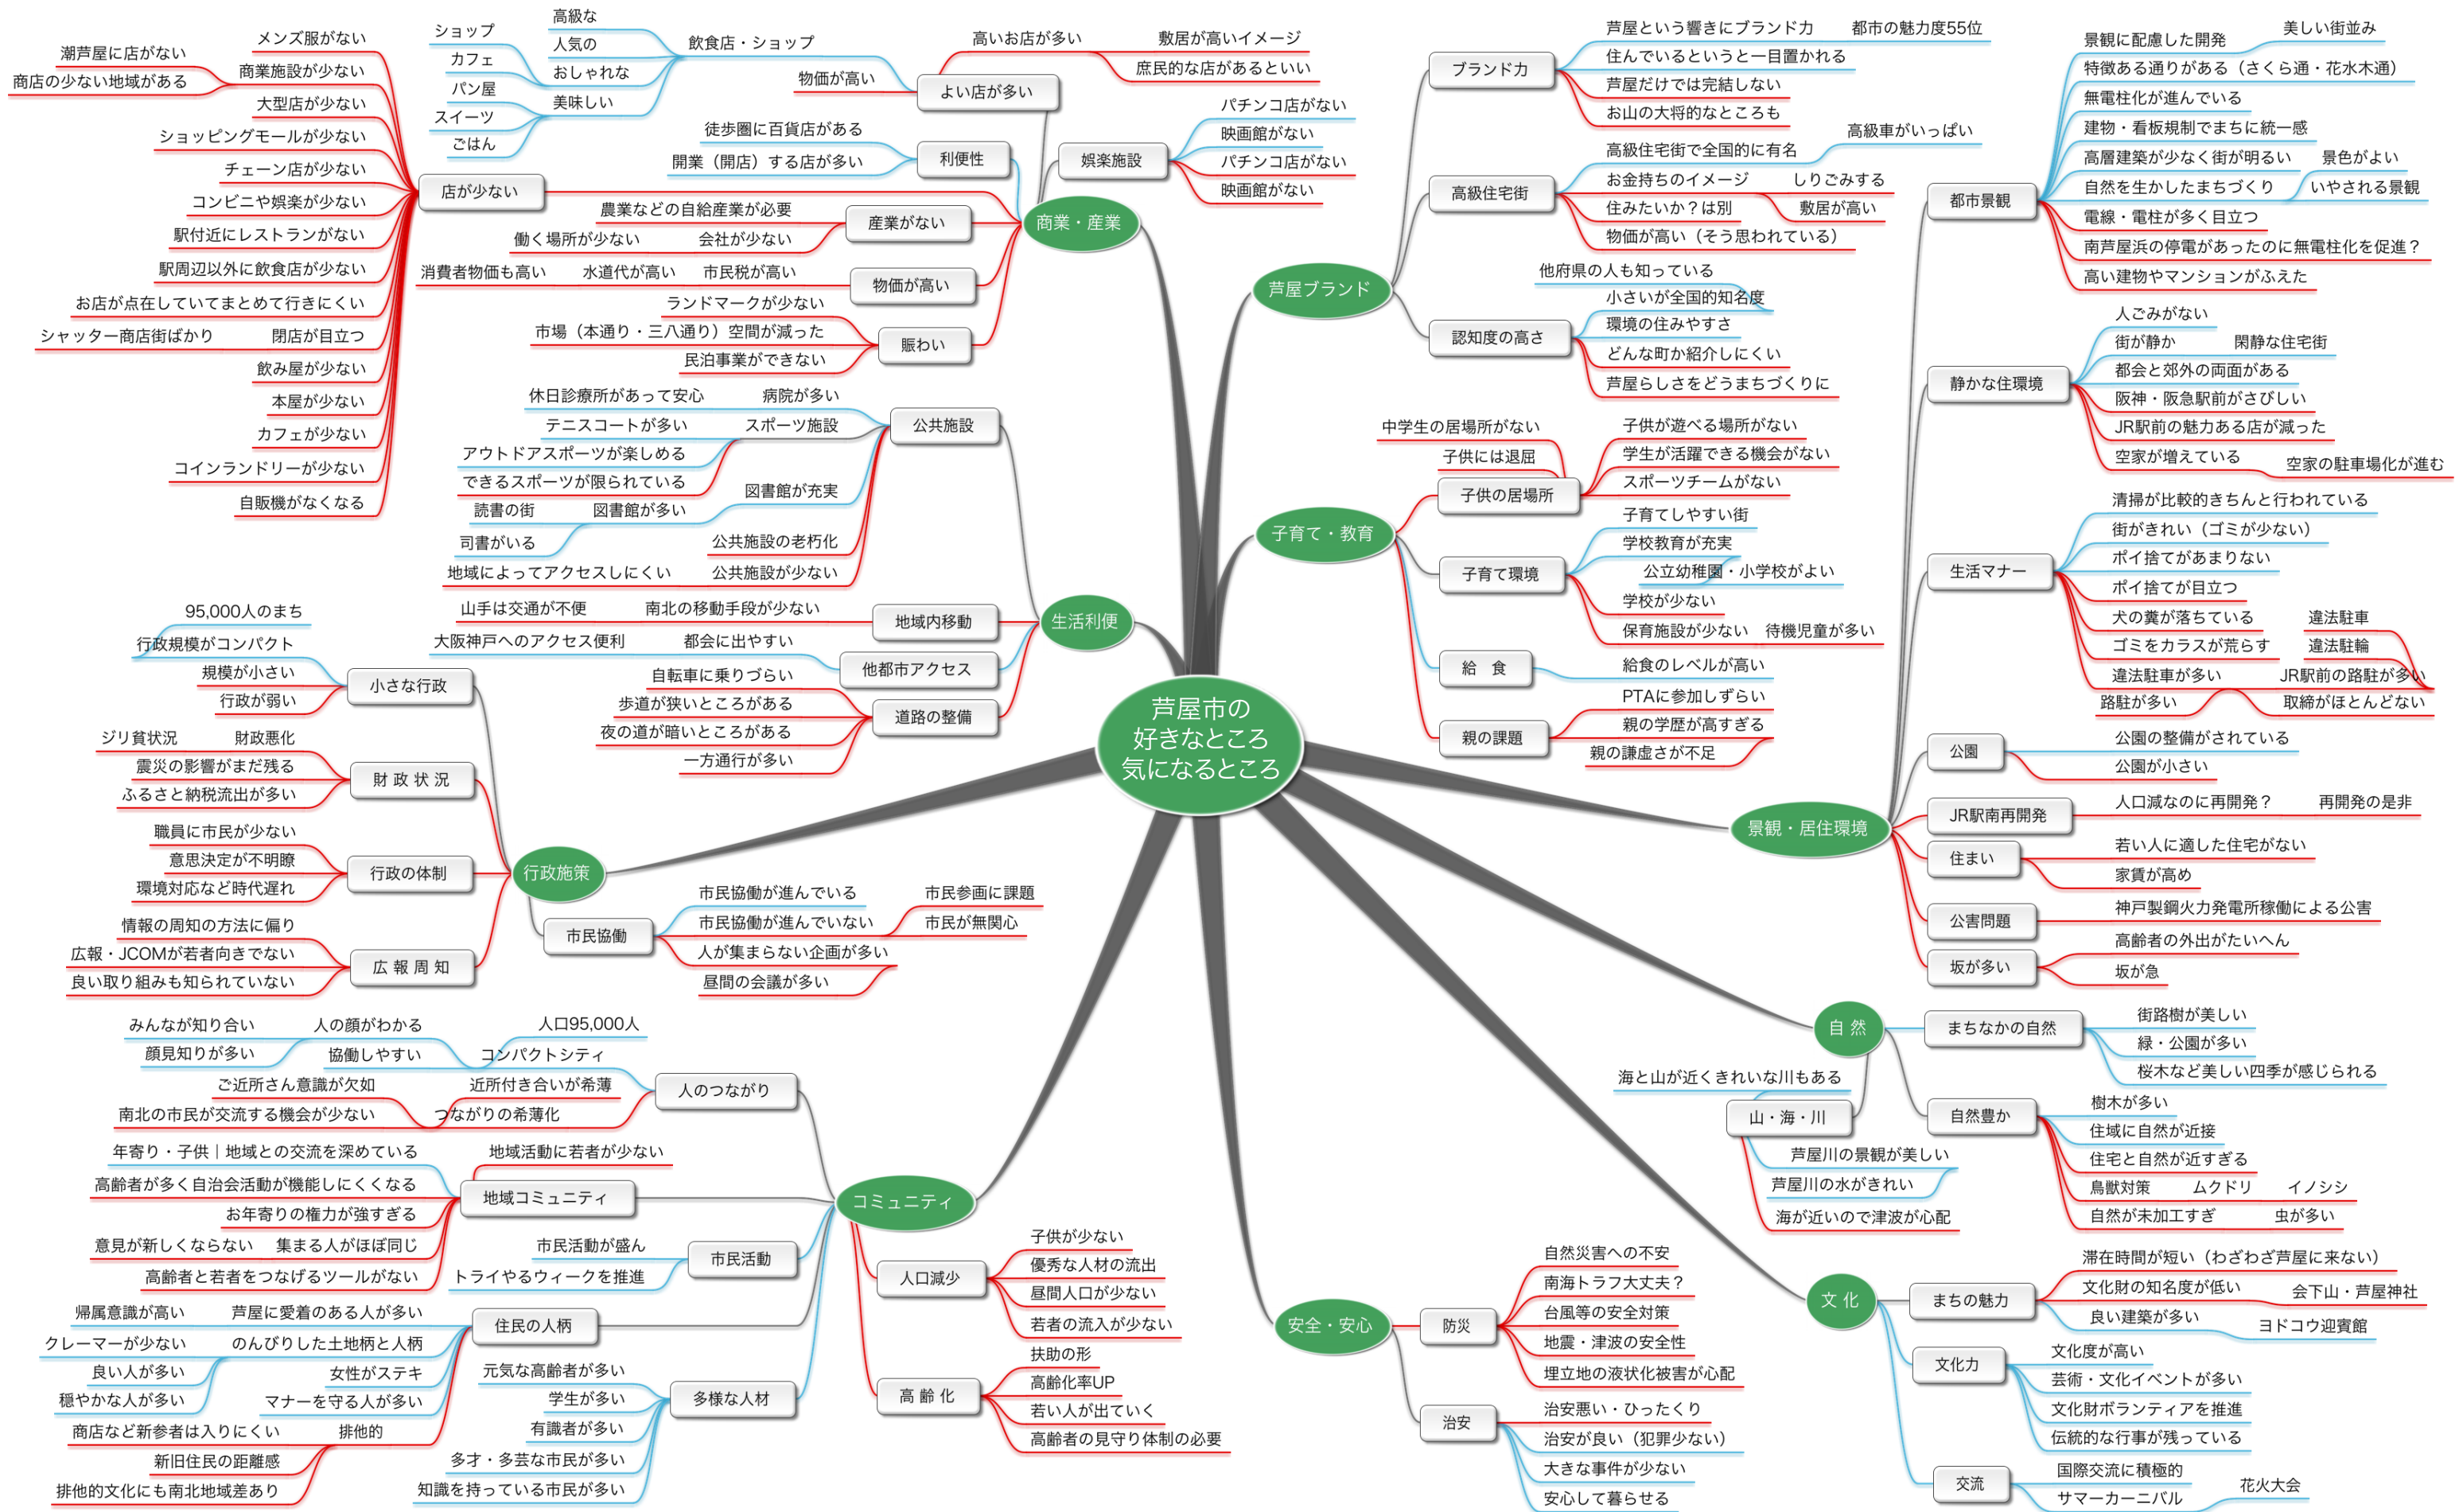 芦屋市の
好きなところ
気になるところ
商業・産業
よい店が多い
飲食店・ショップ
高級な
人気の
おしゃれな
ショップ
カフェ
美味しい
パン屋
スイーツ
ごはん
物価が高い
高いお店が多い
敷居が高いイメージ
庶民的な店があるといい
利便性
徒歩圏に百貨店がある
開業（開店）する店が多い
娯楽施設
パチンコ店がない
映画館がない
パチンコ店がない
映画館がない
店が少ない
メンズ服がない
商業施設が少ない
潮芦屋に店がない
商店の少ない地域がある
大型店が少ない
ショッピングモールが少ない
チェーン店が少ない
コンビニや娯楽が少ない
駅付近にレストランがない
駅周辺以外に飲食店が少ない
お店が点在していてまとめて行きにくい
閉店が目立つ
シャッター商店街ばかり
飲み屋が少ない
本屋が少ない
カフェが少ない
コインランドリーが少ない
自販機がなくなる
産業がない
農業などの自給産業が必要
会社が少ない
働く場所が少ない
物価が高い
市民税が高い
水道代が高い
消費者物価も高い
賑わい
ランドマークが少ない
市場（本通り・三八通り）空間が減った
民泊事業ができない
生活利便
公共施設
病院が多い
休日診療所があって安心
スポーツ施設
テニスコートが多い
アウトドアスポーツが楽しめる
できるスポーツが限られている
図書館が充実
図書館が多い
読書の街
司書がいる
公共施設の老朽化
公共施設が少ない
地域によってアクセスしにくい
地域内移動
南北の移動手段が少ない
山手は交通が不便
他都市アクセス
都会に出やすい
大阪神戸へのアクセス便利
道路の整備
自転車に乗りづらい
歩道が狭いところがある
夜の道が暗いところがある
一方通行が多い
行政施策
小さな行政
95,000人のまち
行政規模がコンパクト
規模が小さい
行政が弱い
財 政 状 況
財政悪化
ジリ貧状況
震災の影響がまだ残る
ふるさと納税流出が多い
行政の体制
職員に市民が少ない
意思決定が不明瞭
環境対応など時代遅れ
広 報 周 知
情報の周知の方法に偏り
広報・JCOMが若者向きでない
良い取り組みも知られていない
市民協働
市民協働が進んでいる
市民協働が進んでいない
市民参画に課題
市民が無関心
人が集まらない企画が多い
昼間の会議が多い
コミュニティ
人のつながり
コンパクトシティ
人口95,000人
人の顔がわかる
みんなが知り合い
顔見知りが多い
協働しやすい
つながりの希薄化
近所付き合いが希薄
ご近所さん意識が欠如
南北の市民が交流する機会が少ない
地域コミュニティ
年寄り・子供｜地域との交流を深めている
地域活動に若者が少ない
高齢者が多く自治会活動が機能しにくくなる
お年寄りの権力が強すぎる
集まる人がほぼ同じ
意見が新しくならない
高齢者と若者をつなげるツールがない
市民活動
市民活動が盛ん
トライやるウィークを推進
住民の人柄
芦屋に愛着のある人が多い
帰属意識が高い
のんびりした土地柄と人柄
クレーマーが少ない
良い人が多い
穏やかな人が多い
女性がステキ
マナーを守る人が多い
排他的
商店など新参者は入りにくい
新旧住民の距離感
排他的文化にも南北地域差あり
多様な人材
元気な高齢者が多い
学生が多い
有識者が多い
多才・多芸な市民が多い
知識を持っている市民が多い
人口減少
子供が少ない
優秀な人材の流出
昼間人口が少ない
若者の流入が少ない
高 齢 化
扶助の形
高齢化率UP
若い人が出ていく
高齢者の見守り体制の必要
芦屋ブランド
ブランド力
芦屋という響きにブランド力
都市の魅力度55位
住んでいるというと一目置かれる
芦屋だけでは完結しない
お山の大将的なところも
高級住宅街
高級住宅街で全国的に有名
高級車がいっぱい
お金持ちのイメージ
しりごみする
敷居が高い
住みたいか？は別
物価が高い（そう思われている）
認知度の高さ
他府県の人も知っている
小さいが全国的知名度
環境の住みやすさ
どんな町か紹介しにくい
芦屋らしさをどうまちづくりに
子育て・教育
子供の居場所
中学生の居場所がない
子供には退屈
子供が遊べる場所がない
学生が活躍できる機会がない
スポーツチームがない
子育て環境
子育てしやすい街
学校教育が充実
公立幼稚園・小学校がよい
学校が少ない
保育施設が少ない
待機児童が多い
給　食
給食のレベルが高い
親の課題
PTAに参加しずらい
親の学歴が高すぎる
親の謙虚さが不足
景観・居住環境
都市景観
景観に配慮した開発
美しい街並み
特徴ある通りがある（さくら通・花水木通）
無電柱化が進んでいる
建物・看板規制でまちに統一感
高層建築が少なく街が明るい
自然を生かしたまちづくり
景色がよい
いやされる景観
電線・電柱が多く目立つ
南芦屋浜の停電があったのに無電柱化を促進？
高い建物やマンションがふえた
静かな住環境
人ごみがない
街が静か
閑静な住宅街
都会と郊外の両面がある
阪神・阪急駅前がさびしい
JR駅前の魅力ある店が減った
空家が増えている
空家の駐車場化が進む
生活マナー
清掃が比較的きちんと行われている
街がきれい（ゴミが少ない）
ポイ捨てがあまりない
ポイ捨てが目立つ
犬の糞が落ちている
ゴミをカラスが荒らす
違法駐車が多い
違法駐車
違法駐輪
JR駅前の路駐が多い
路駐が多い
取締がほとんどない
公園
公園の整備がされている
公園が小さい
JR駅南再開発
人口減なのに再開発？
再開発の是非
住まい
若い人に適した住宅がない
家賃が高め
公害問題
神戸製鋼火力発電所稼働による公害
坂が多い
高齢者の外出がたいへん
坂が急
自 然
まちなかの自然
街路樹が美しい
緑・公園が多い
桜木など美しい四季が感じられる
山・海・川
海と山が近くきれいな川もある
芦屋川の景観が美しい
芦屋川の水がきれい
海が近いので津波が心配
自然豊か
樹木が多い
住域に自然が近接
住宅と自然が近すぎる
鳥獣対策
ムクドリ
イノシシ
自然が未加工すぎ
虫が多い
文 化
まちの魅力
滞在時間が短い（わざわざ芦屋に来ない）
文化財の知名度が低い
会下山・芦屋神社
良い建築が多い
ヨドコウ迎賓館
文化力
文化度が高い
芸術・文化イベントが多い
文化財ボランティアを推進
伝統的な行事が残っている
交流
国際交流に積極的
サマーカーニバル
花火大会
安全・安心
防災
自然災害への不安
南海トラフ大丈夫？
台風等の安全対策
地震・津波の安全性
埋立地の液状化被害が心配
治安
治安悪い・ひったくり
治安が良い（犯罪少ない）
大きな事件が少ない
安心して暮らせる